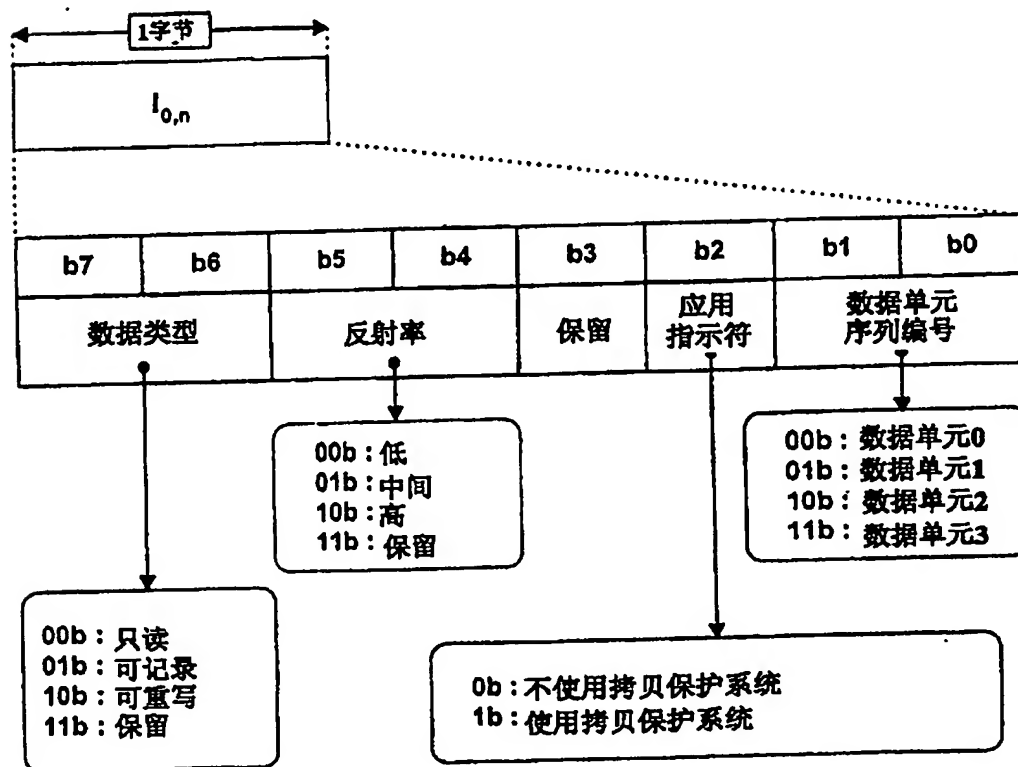 1字节
I0,n
b7 b6 b5 b4 b3 b2 b1 b0
数据类型 反射率 保留 应用指示符 数据单元序列编号
00b：低
01b：中间
10b：高
11b：保留
00b：数据单元0
01b：数据单元1
10b：数据单元2
11b：数据单元3
00b：只读
01b：可记录
10b：可重写
11b：保留
0b：不使用拷贝保护系统
1b：使用拷贝保护系统